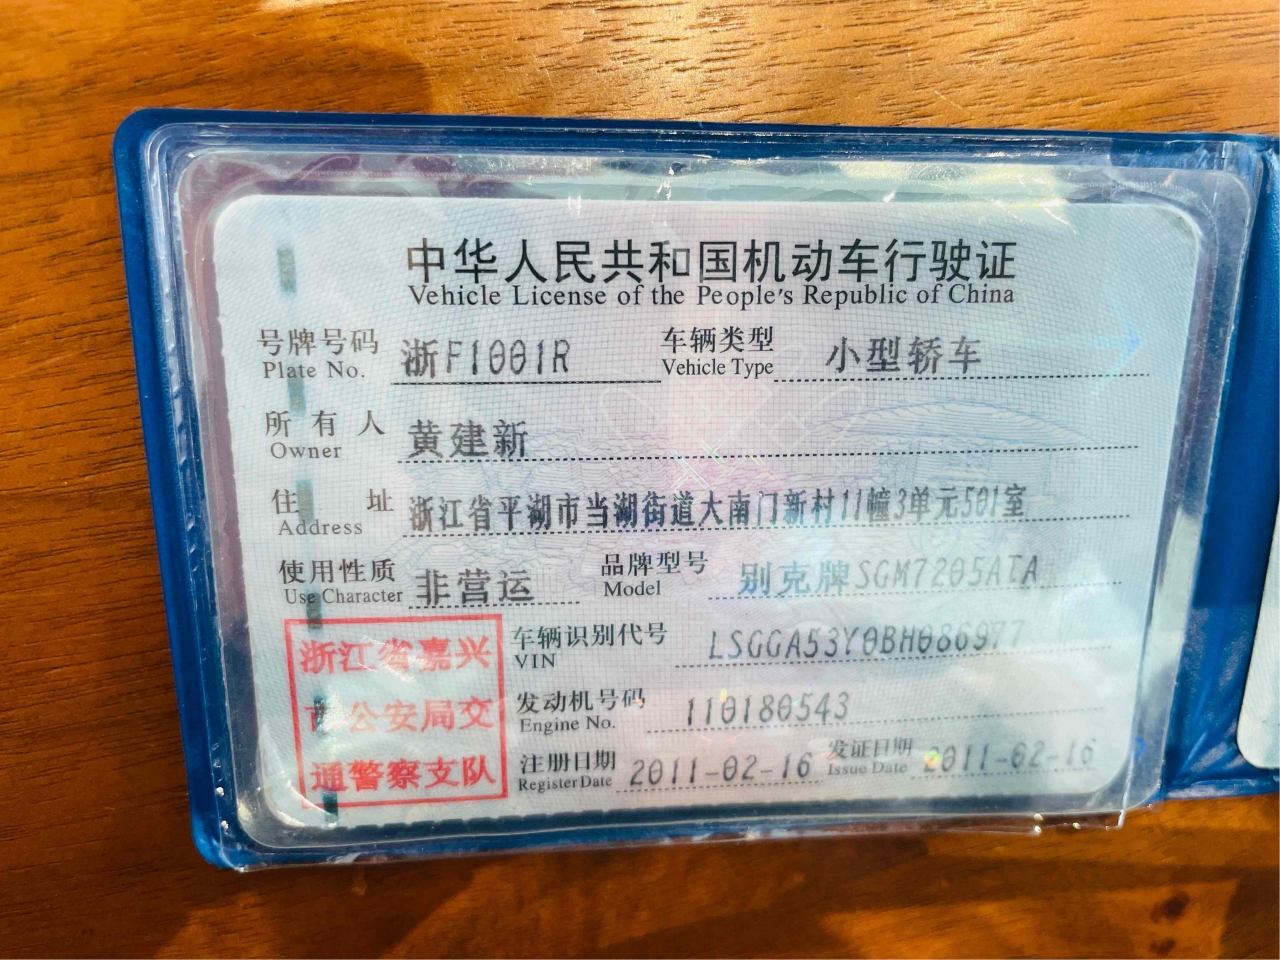 中华人民共和国机动车行驶证
Vehicle License of the People's Republic of China
号牌号码 浙F1001R 车辆类型 小型轿车
Plate No. Vehicle Type
所有人 黄建新
Owner
住址 浙江省平湖市当湖街道大南门新村11幢3单元501室
Address
使用性质 非营运 品牌型号 别克牌SGM7205ATA
Use Character Model
浙江省嘉兴
市公安局交
通警察支队
车辆识别代号 LSGGA53Y0BH086977
VIN
发动机号码 110180543
Engine No.
注册日期 2011-02-16 发证日期 2011-02-16
Register Date Issue Date